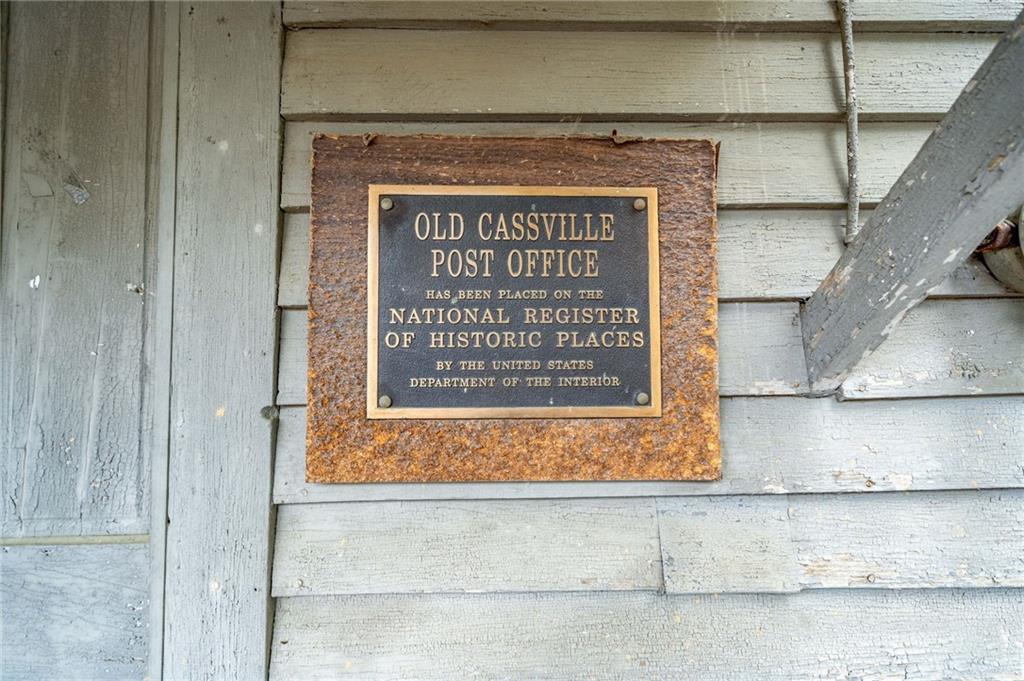 OLD CASSVILLE
POST OFFICE
HAS BEEN PLACED ON THE
NATIONAL REGISTER
OF HISTORIC PLACES
BY THE UNITED STATES
DEPARTMENT OF THE INTERIOR